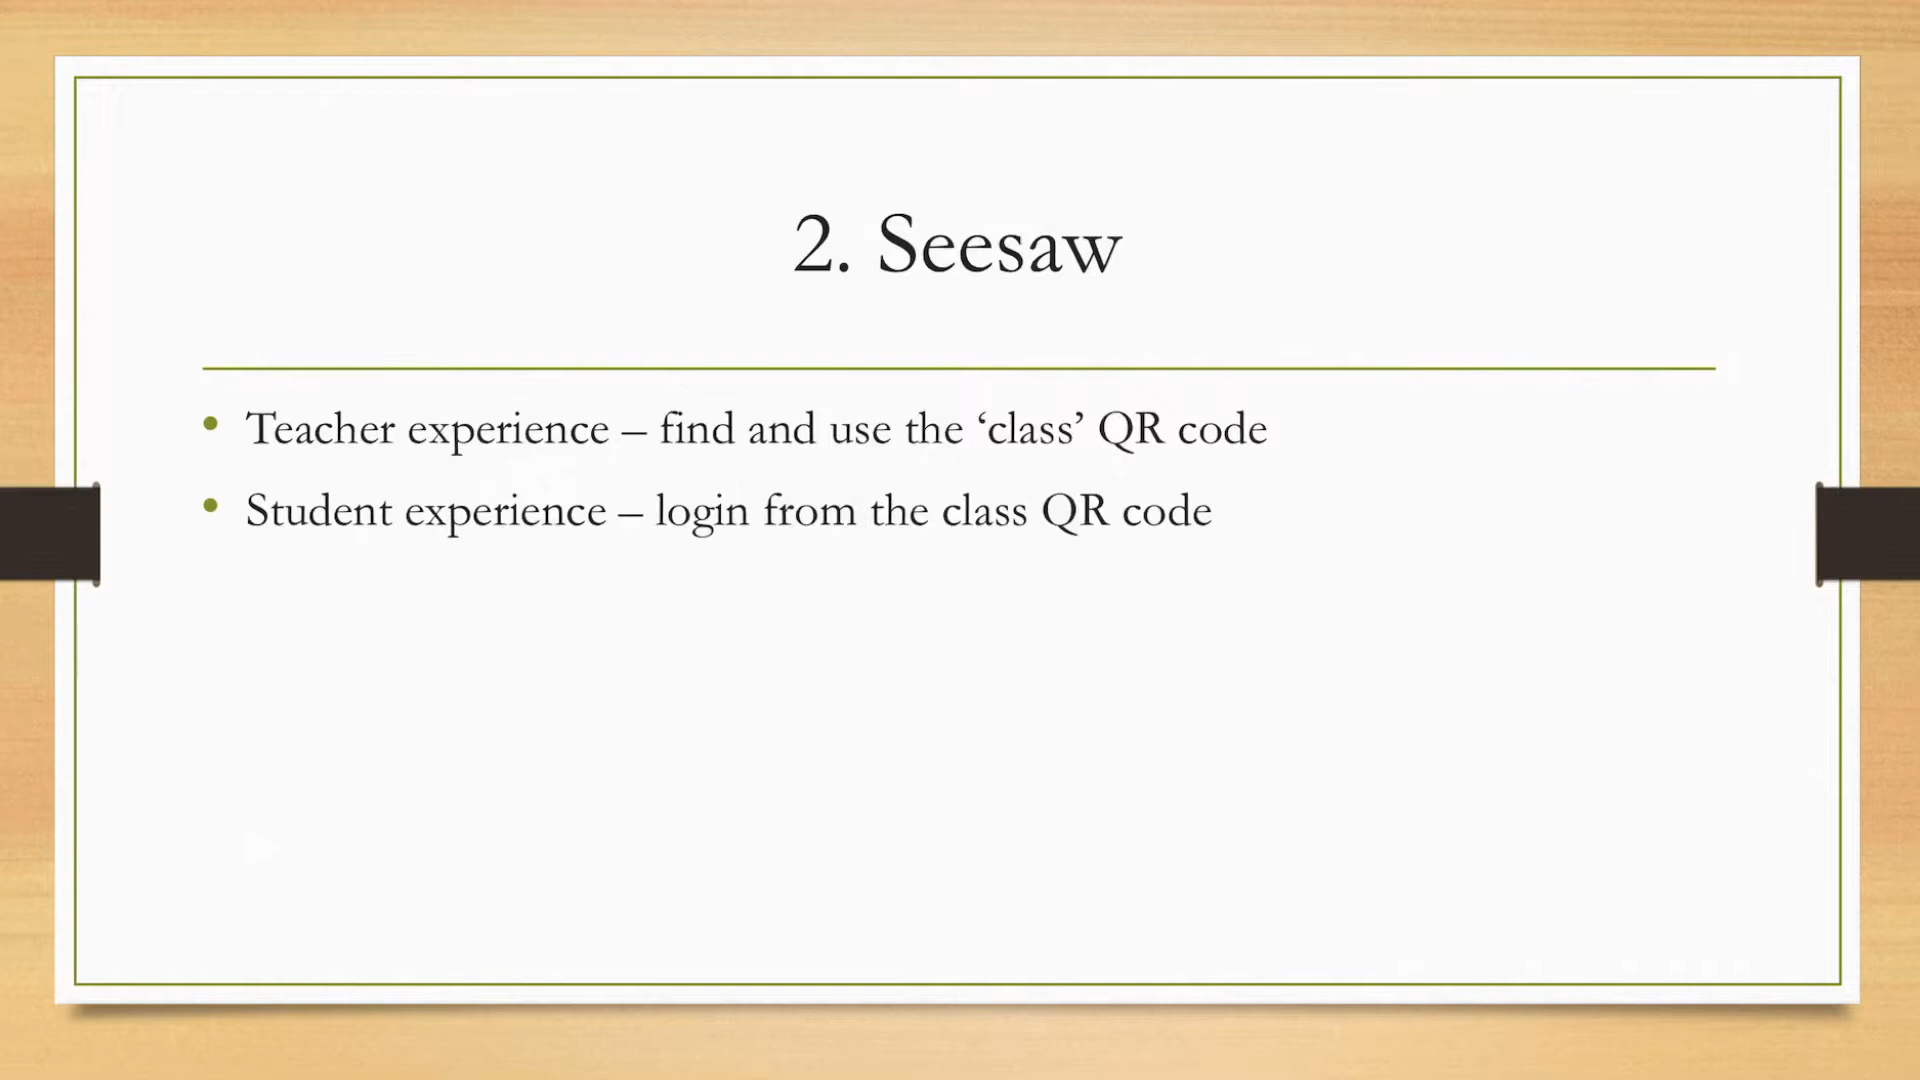 2. Seesaw
• Teacher experience – find and use the ‘class’ QR code
• Student experience – login from the class QR code